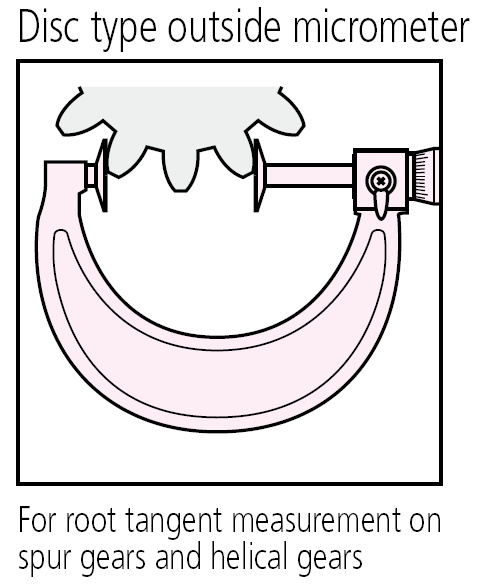 Disc type outside micrometer
For root tangent measurement on
spur gears and helical gears